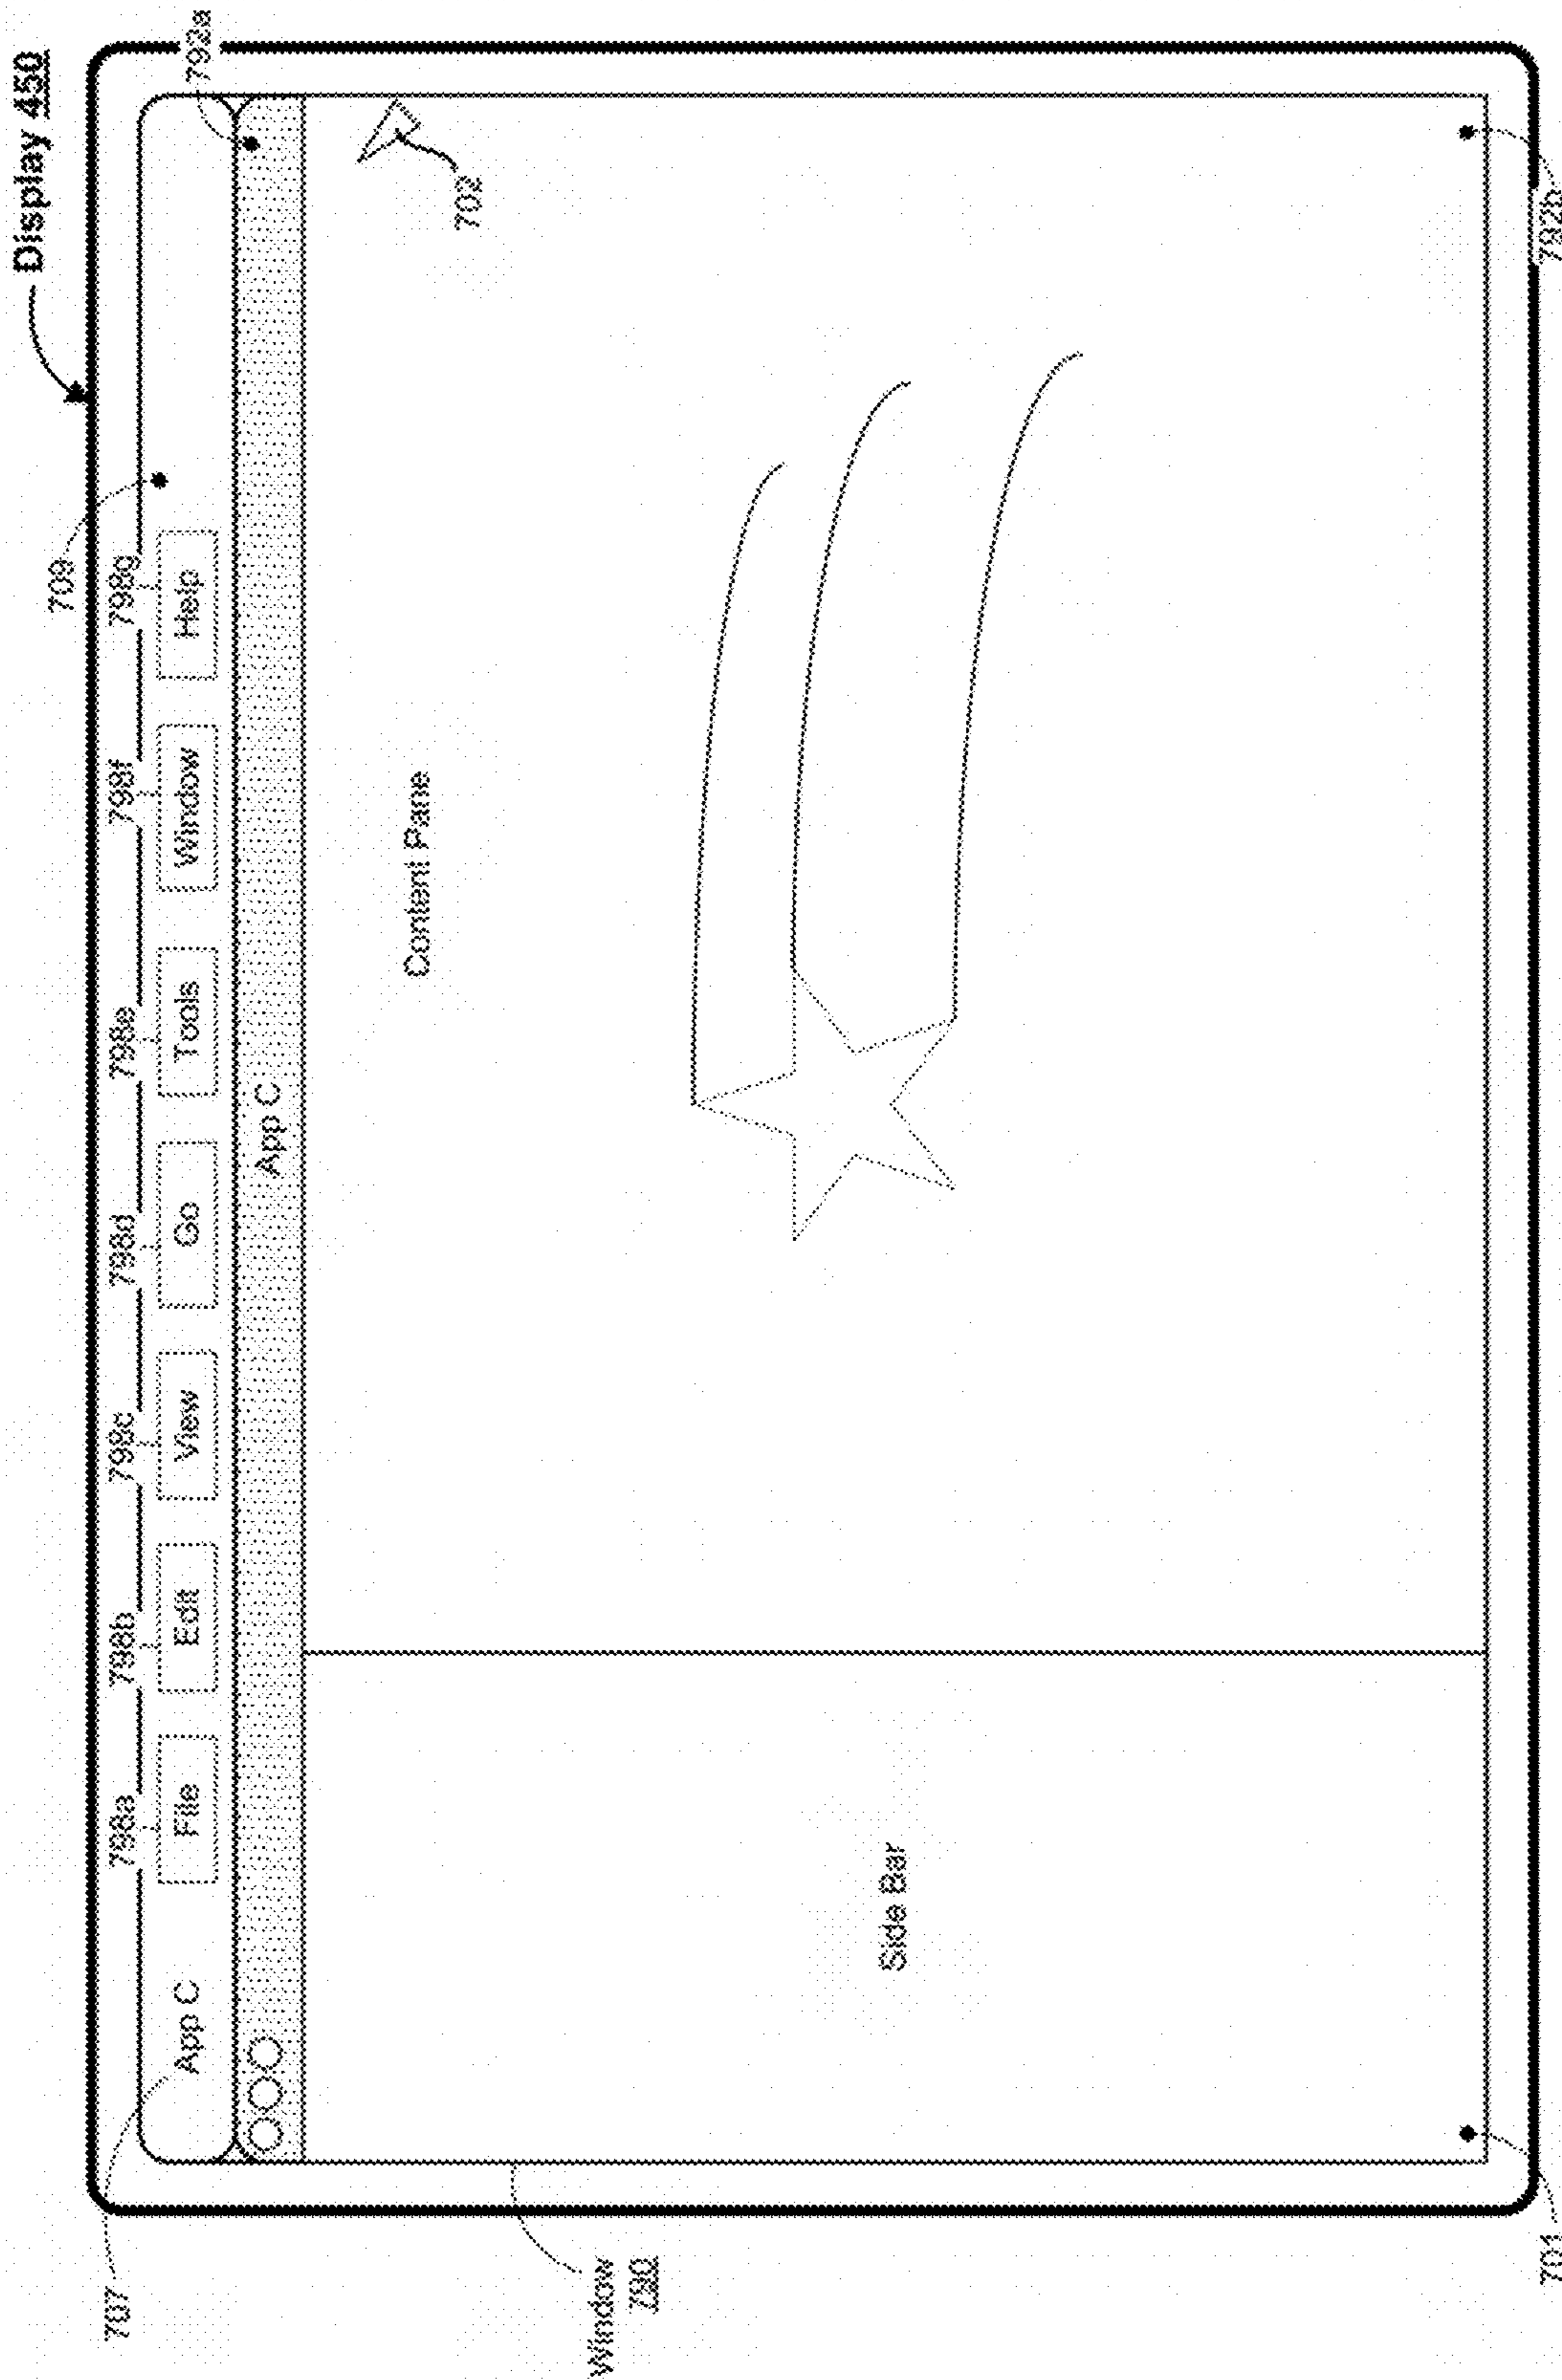 Display 450
709
707
798a
798b
798c
798d
798e
798f
798g
792a
App C
File
Edit
View
Go
Tools
Window
Help
App C
702
Content Pane
Window
790
Side Bar
701
792b